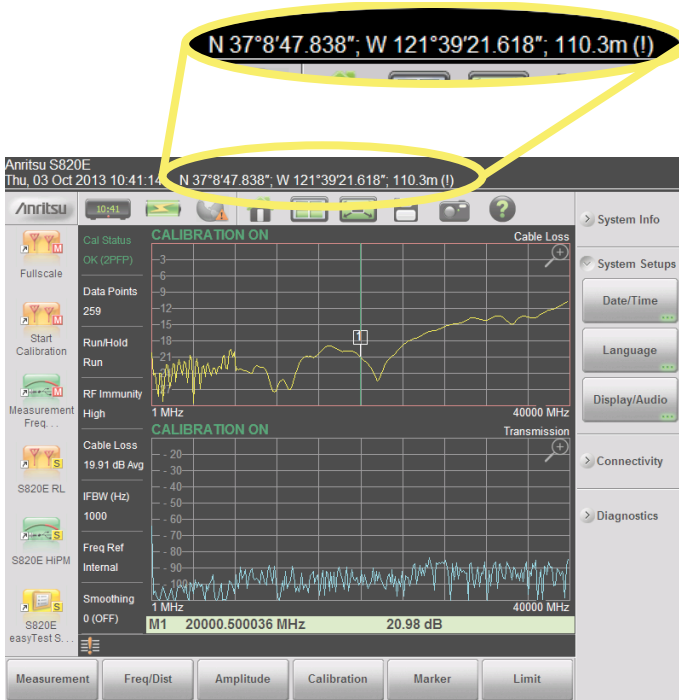 N 37°8'47.838"; W 121°39'21.618"; 110.3m (!)
Anritsu S820E
Thu, 03 Oct 2013 10:41:14 N 37°8'47.838"; W 121°39'21.618"; 110.3m (!)
Anritsu
10:41
?
System Info
System Setups
Date/Time
Language
Display/Audio
Connectivity
Diagnostics
M
Fullscale
M
Start
Calibration
M
Measurement
Freq. . .
S
S820E RL
S
S820E HiPM
S
S820E
easyTest S. . .
Cal Status
OK (2PFP)
Data Points
259
Run/Hold
Run
RF Immunity
High
Cable Loss
19.91 dB Avg
IFBW (Hz)
1000
Freq Ref
Internal
Smoothing
0 (OFF)
CALIBRATION ON
Cable Loss
-3
-6
-9
-12
-15
-18
-21
1
1 MHz
40000 MHz
CALIBRATION ON
Transmission
- 20
- 30
- 40
- 50
- 60
- 70
- 80
- 90
- 100
1 MHz
40000 MHz
M1 20000.500036 MHz 20.98 dB
Measurement
Freq/Dist
Amplitude
Calibration
Marker
Limit